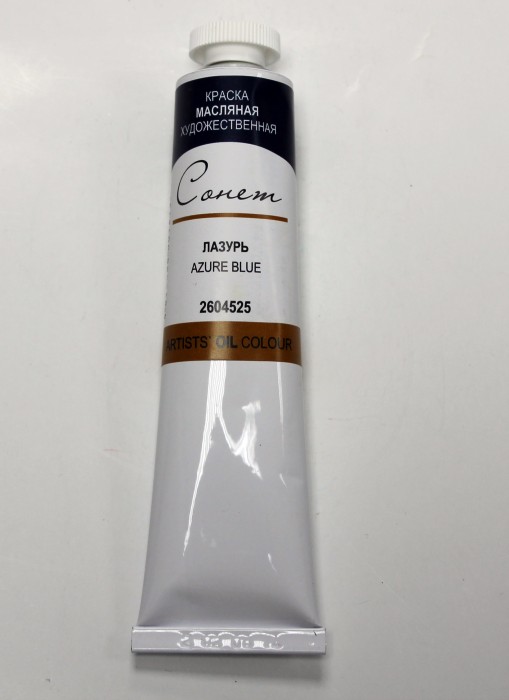 КРАСКА
МАСЛЯНАЯ
ХУДОЖЕСТВЕННАЯ
Сонет
ЛАЗУРЬ
AZURE BLUE
2604525
ARTISTS' OIL COLOUR